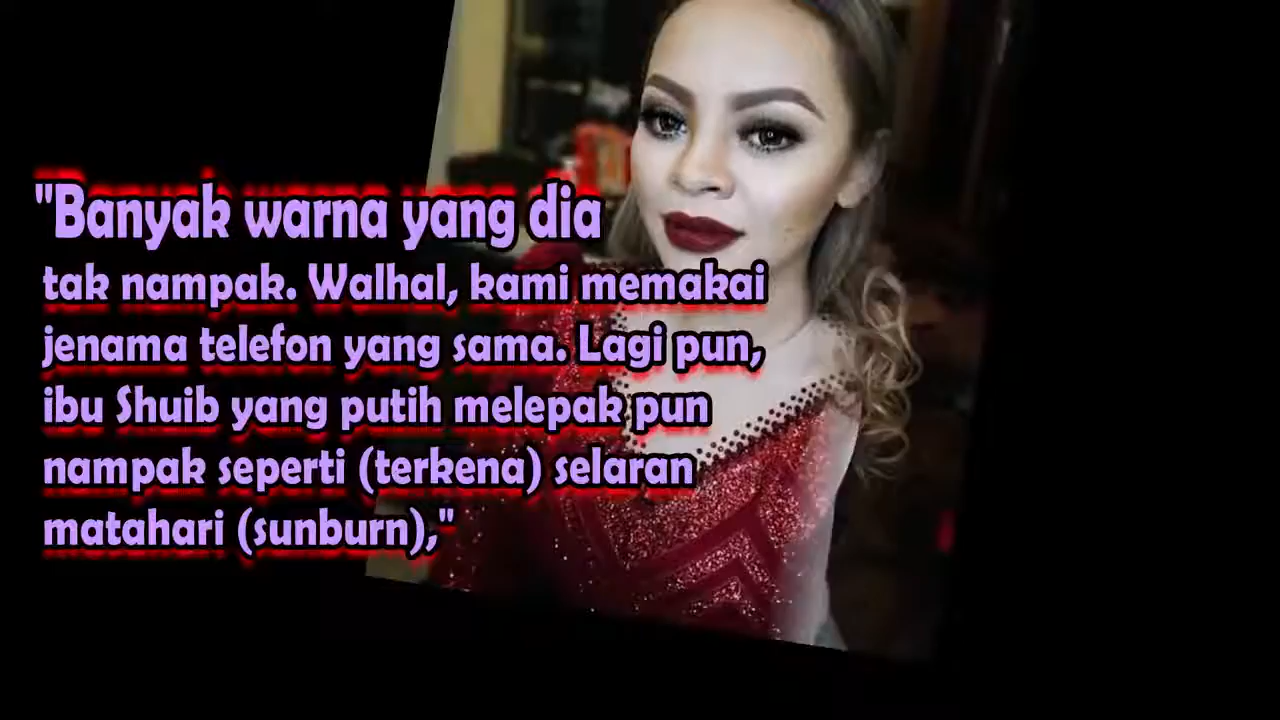 "Banyak warna yang dia
tak nampak. Walhal, kami memakai
jenama telefon yang sama. Lagi pun,
ibu Shuib yang putih melepak pun
nampak seperti (terkena) selaran
matahari (sunburn),"